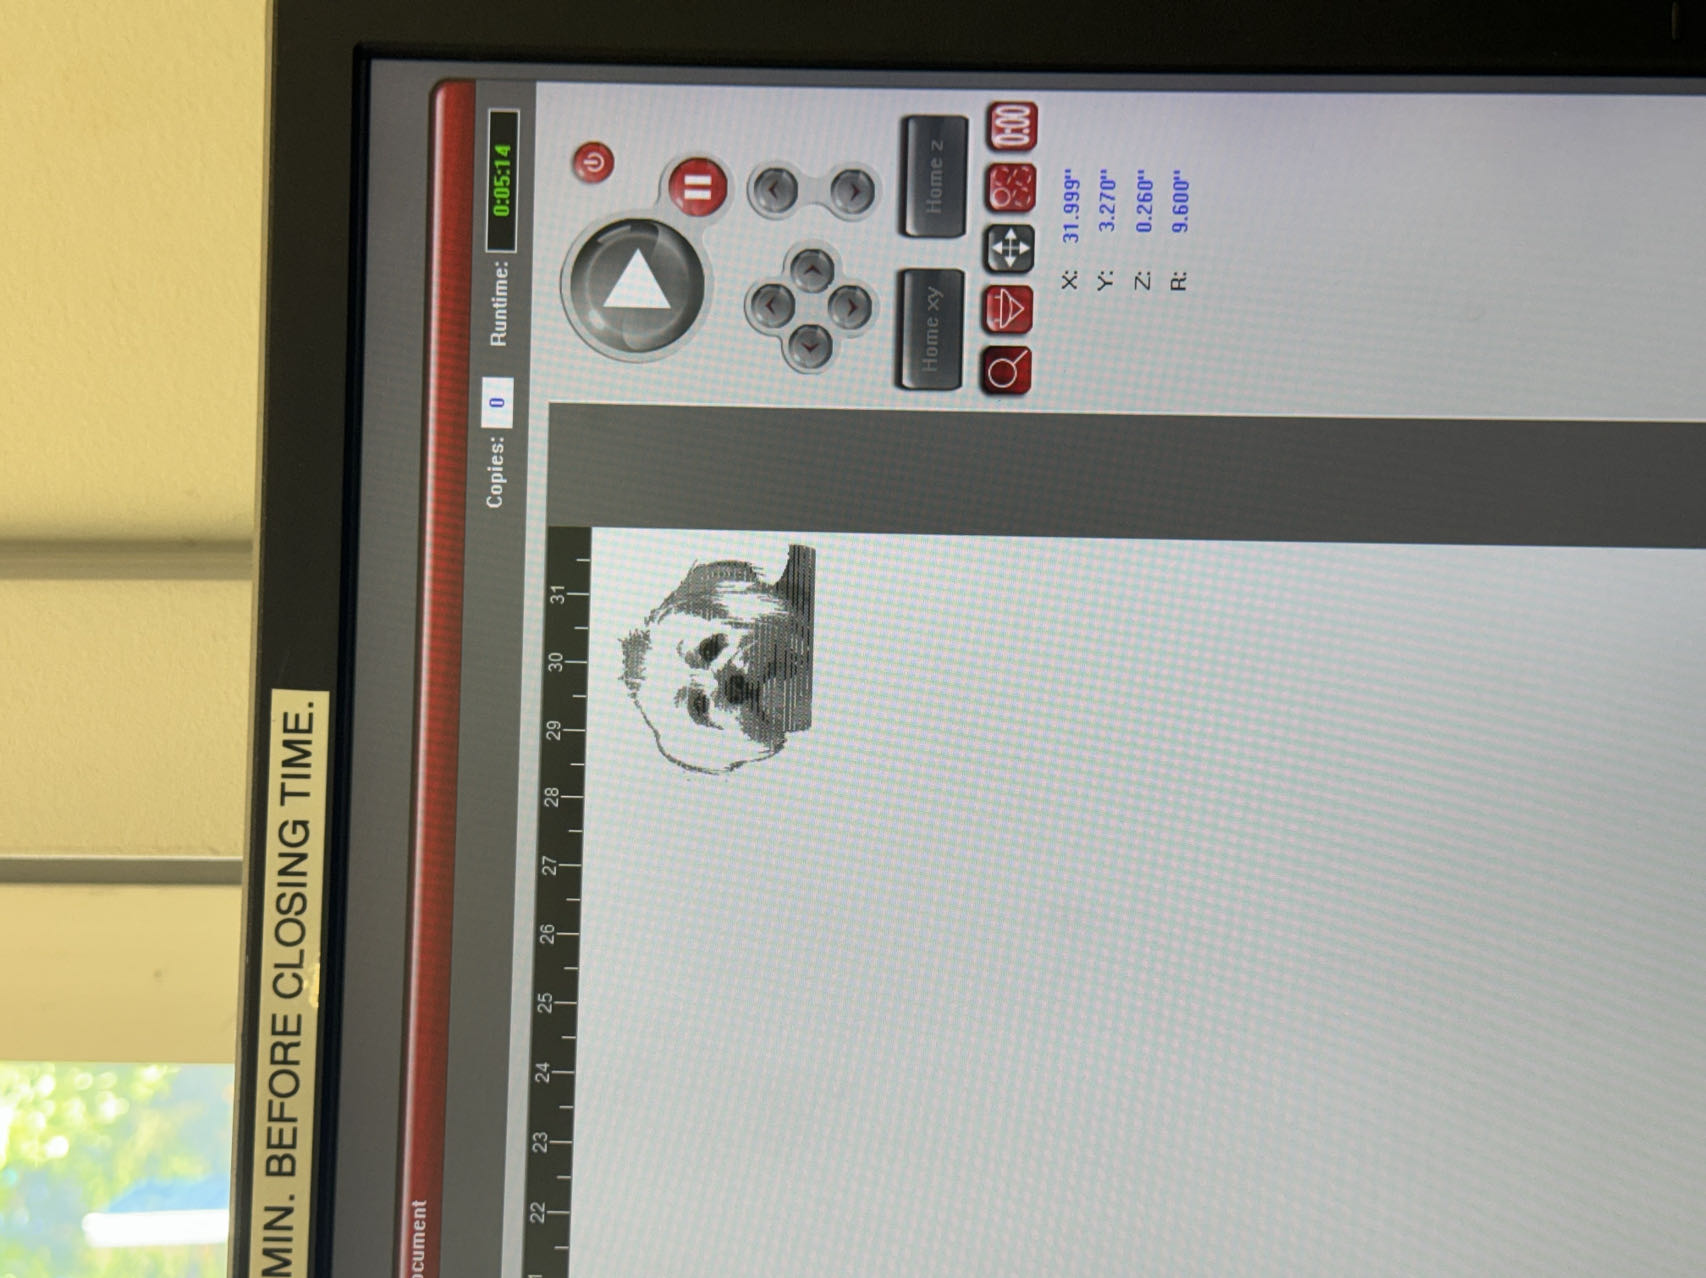 MIN. BEFORE CLOSING TIME.
ocument
Copies: 0 Runtime: 0:05:14
22 23 24 25 26 27 28 29 30 31
Home xy Home z
0:00
X: 31.999"
Y: 3.270"
Z: 0.260"
R: 9.600"